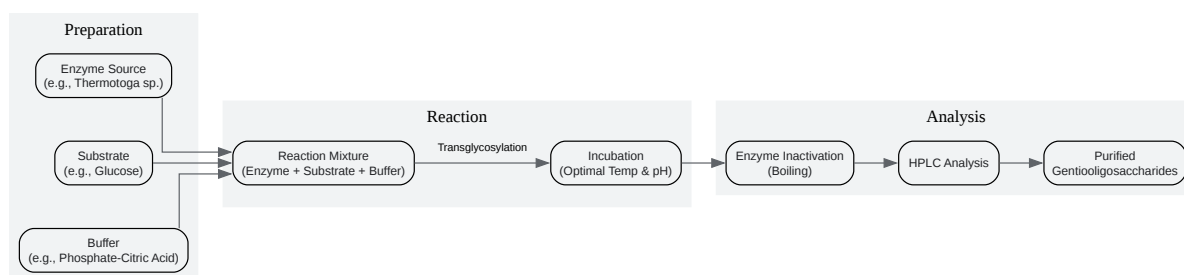 Preparation
Enzyme Source
(e.g., Thermotoga sp.)
Substrate
(e.g., Glucose)
Buffer
(e.g., Phosphate-Citric Acid)
Reaction
Reaction Mixture
(Enzyme + Substrate + Buffer)
Transglycosylation
Incubation
(Optimal Temp & pH)
Analysis
Enzyme Inactivation
(Boiling)
HPLC Analysis
Purified
Gentiooligosaccharides